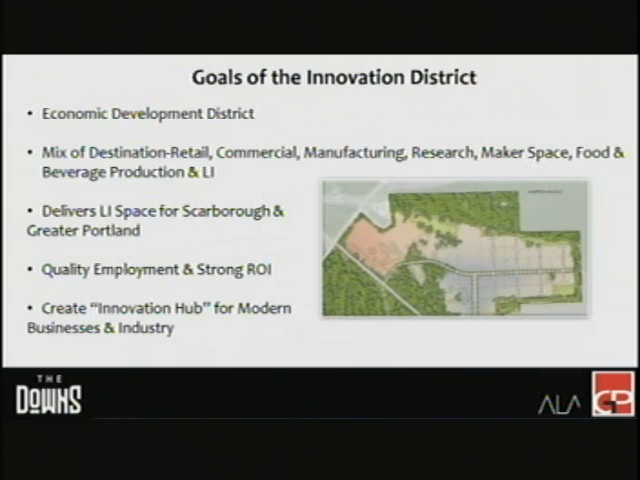 Goals of the Innovation District
• Economic Development District
• Mix of Destination-Retail, Commercial, Manufacturing, Research, Maker Space, Food &
Beverage Production & LI
• Delivers LI Space for Scarborough &
Greater Portland
• Quality Employment & Strong ROI
• Create “Innovation Hub” for Modern
Businesses & Industry
THE
DOWNS
ALA
GP